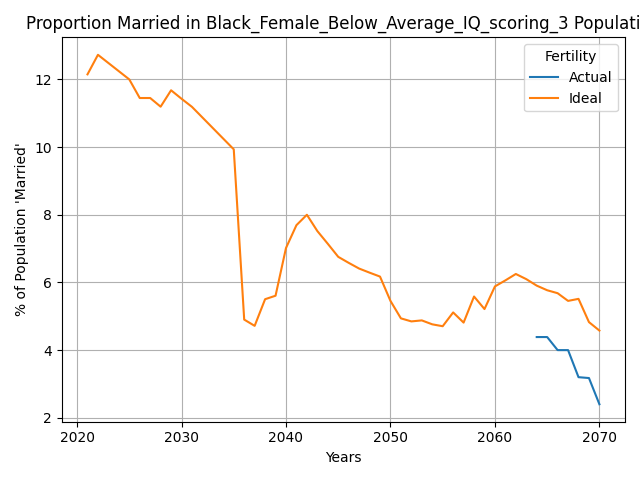 Proportion Married in Black_Female_Below_Average_IQ_scoring_3 Populati
Fertility
Actual
Ideal
% of Population 'Married'
12
10
8
6
4
2
2020 2030 2040 2050 2060 2070
Years